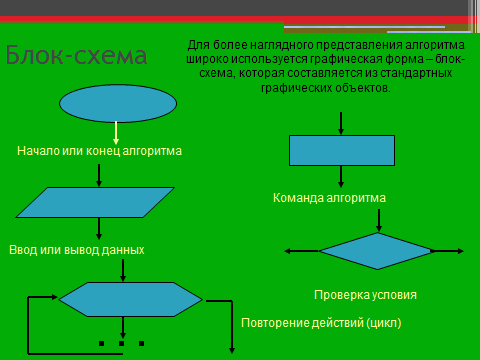 Блок-схема
Для более наглядного представления алгоритма
широко используется графическая форма – блок-
схема, которая составляется из стандартных
графических объектов.
Начало или конец алгоритма
Команда алгоритма
Ввод или вывод данных
Проверка условия
Повторение действий (цикл)